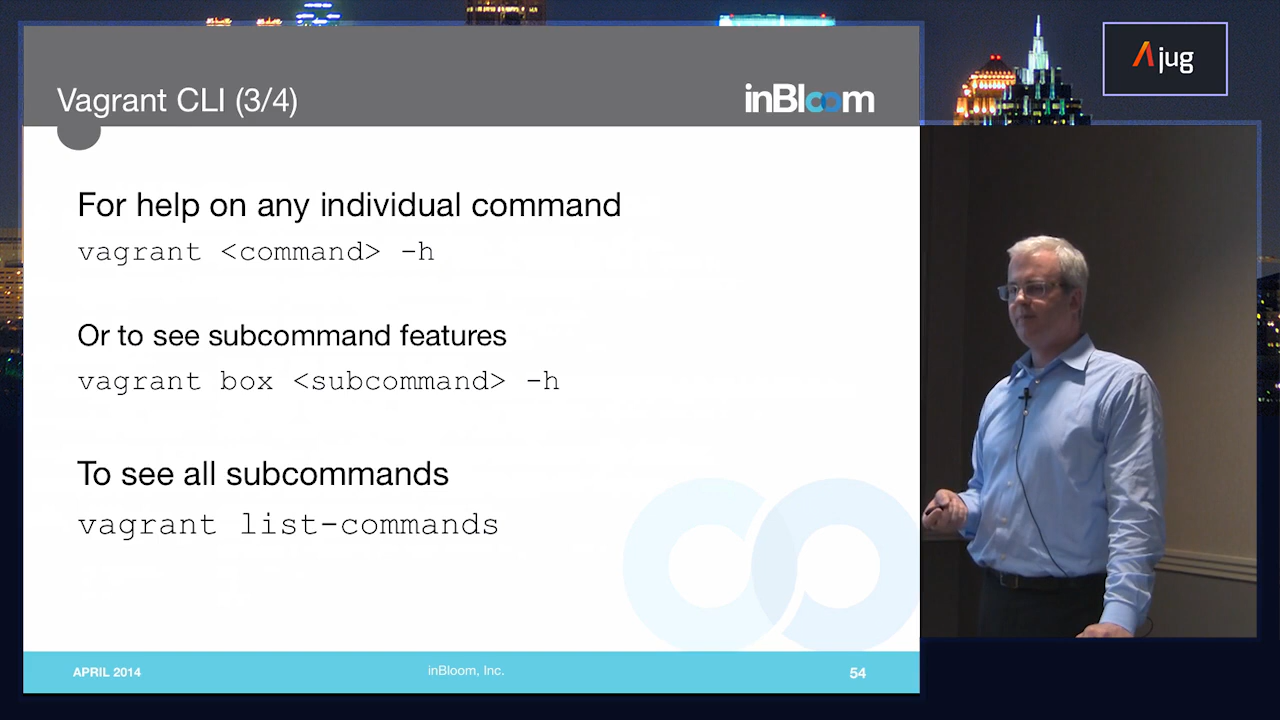 Vagrant CLI (3/4)
inBloom
jug
For help on any individual command
vagrant <command> -h
Or to see subcommand features
vagrant box <subcommand> -h
To see all subcommands
vagrant list-commands
APRIL 2014
inBloom, Inc.
54